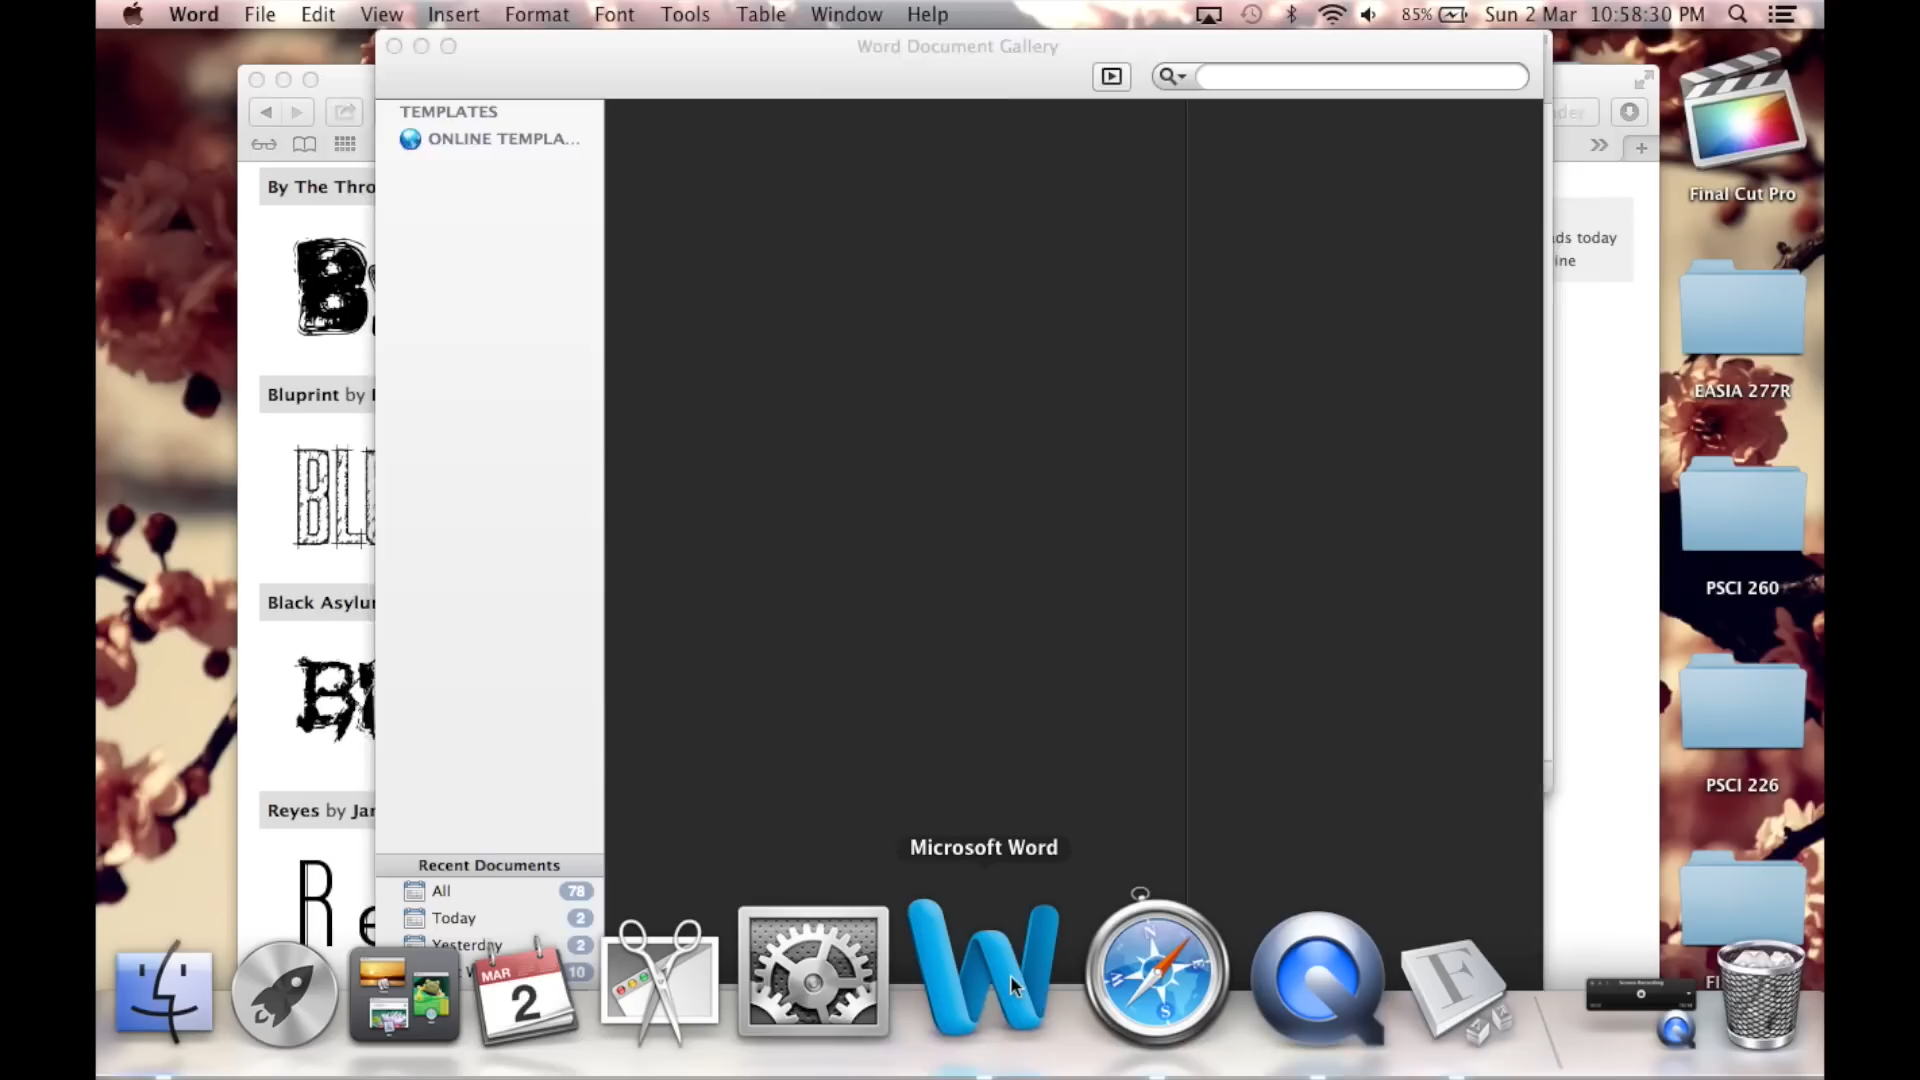 Word File Edit View Insert Format Font Tools Table Window Help 85% Sun 2 Mar 10:58:30 PM
Word Document Gallery
TEMPLATES
ONLINE TEMPLA...
By The Thro
Bluprint by
BLU
Black Asylu
Reyes by Jar
Re
ds today
ine
Final Cut Pro
EASIA 277R
PSCI 260
PSCI 226
Recent Documents
All 78
Today 2
Yesterday 2
10
Microsoft Word
MAR
2
F